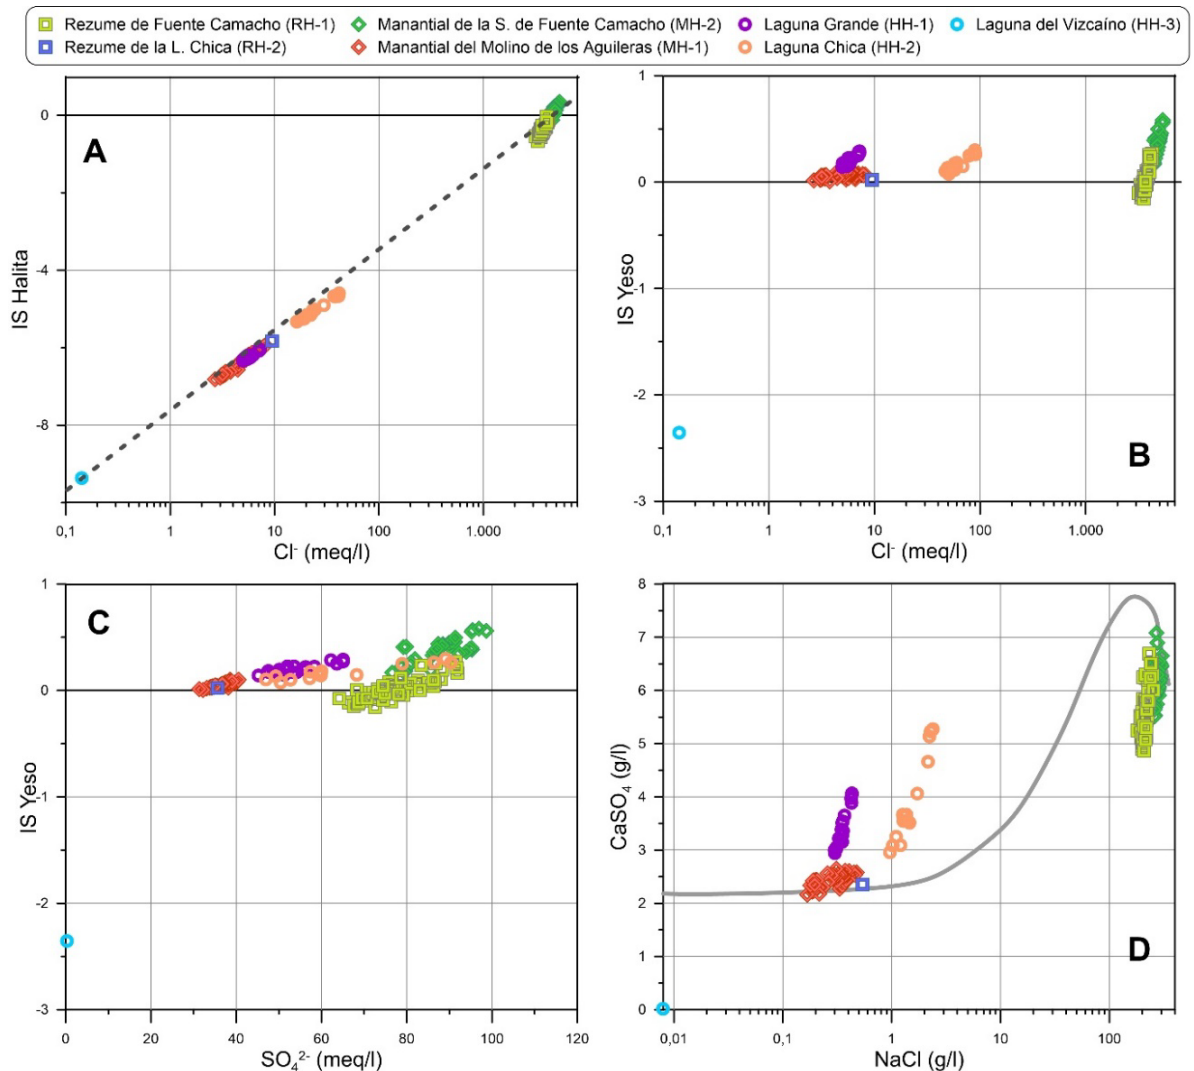 Rezume de Fuente Camacho (RH-1) Manantial de la S. de Fuente Camacho (MH-2) Laguna Grande (HH-1) Laguna del Vizcaíno (HH-3)
Rezume de la L. Chica (RH-2) Manantial del Molino de los Aguileras (MH-1) Laguna Chica (HH-2)
A
IS Halita
0
-4
-8
0,1 1 10 100 1.000
Cl⁻ (meq/l)
B
IS Yeso
1
0
-1
-2
-3
0,1 1 10 100 1.000
Cl⁻ (meq/l)
C
IS Yeso
1
0
-1
-2
-3
0 20 40 60 80 100 120
SO₄²⁻ (meq/l)
D
CaSO₄ (g/l)
8
7
6
5
4
3
2
1
0
0,01 0,1 1 10 100
NaCl (g/l)